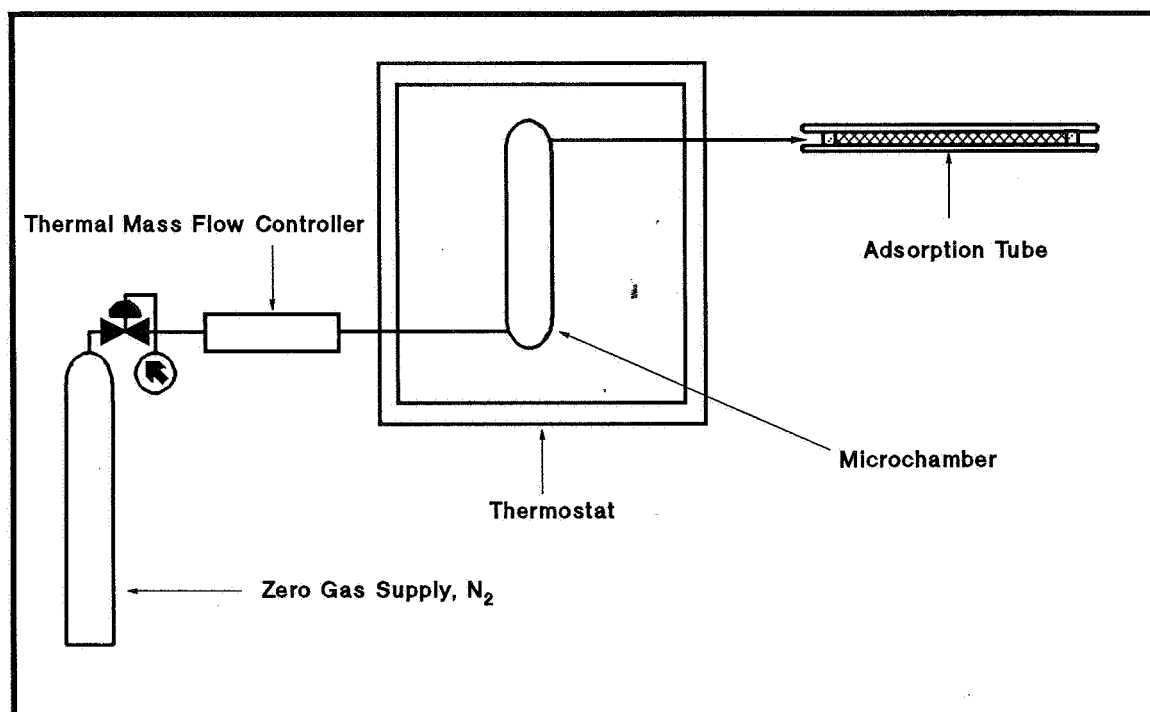 Thermal Mass Flow Controller
Adsorption Tube
Microchamber
Thermostat
Zero Gas Supply, N₂